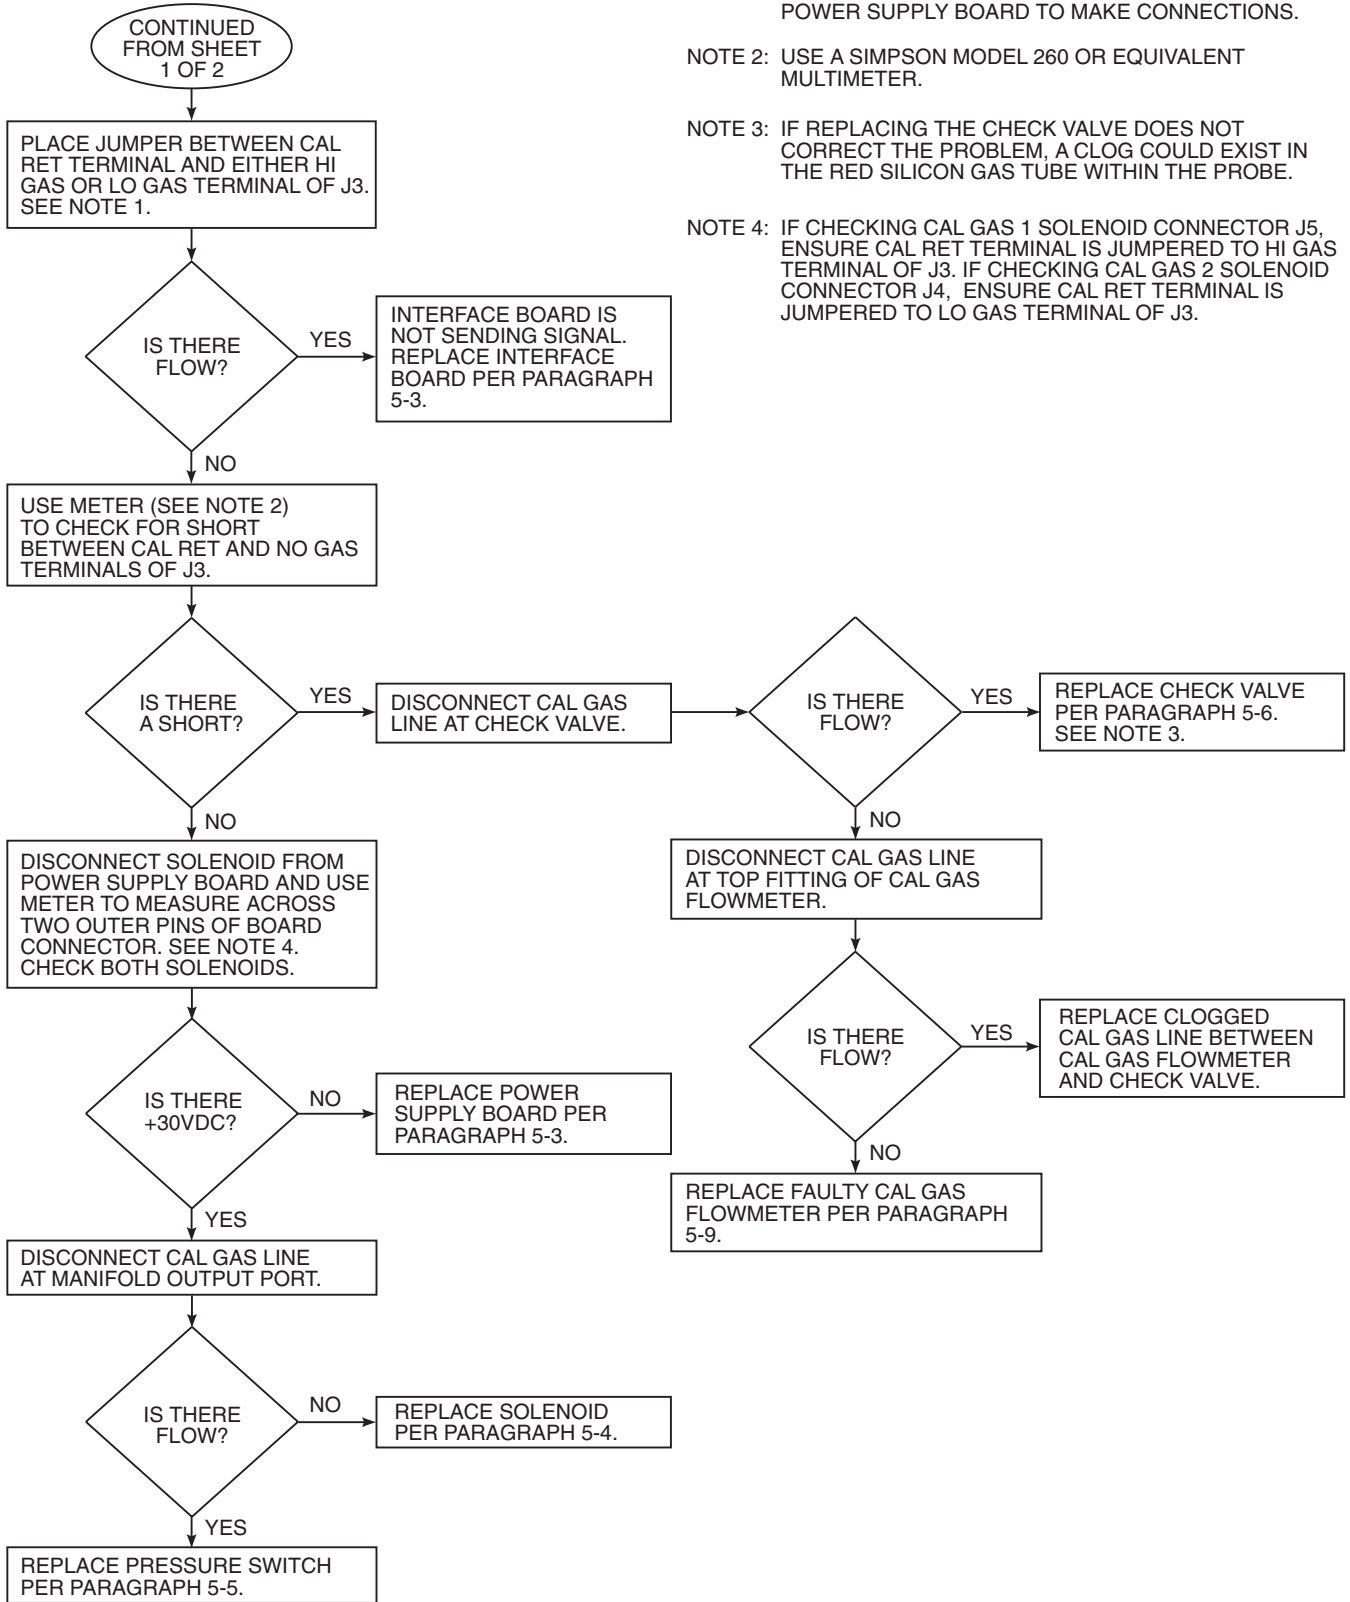 POWER SUPPLY BOARD TO MAKE CONNECTIONS.
NOTE 2: USE A SIMPSON MODEL 260 OR EQUIVALENT
MULTIMETER.
NOTE 3: IF REPLACING THE CHECK VALVE DOES NOT
CORRECT THE PROBLEM, A CLOG COULD EXIST IN
THE RED SILICON GAS TUBE WITHIN THE PROBE.
NOTE 4: IF CHECKING CAL GAS 1 SOLENOID CONNECTOR J5,
ENSURE CAL RET TERMINAL IS JUMPERED TO HI GAS
TERMINAL OF J3. IF CHECKING CAL GAS 2 SOLENOID
CONNECTOR J4, ENSURE CAL RET TERMINAL IS
JUMPERED TO LO GAS TERMINAL OF J3.
CONTINUED
FROM SHEET
1 OF 2
PLACE JUMPER BETWEEN CAL
RET TERMINAL AND EITHER HI
GAS OR LO GAS TERMINAL OF J3.
SEE NOTE 1.
IS THERE
FLOW?
YES
INTERFACE BOARD IS
NOT SENDING SIGNAL.
REPLACE INTERFACE
BOARD PER PARAGRAPH
5-3.
NO
USE METER (SEE NOTE 2)
TO CHECK FOR SHORT
BETWEEN CAL RET AND NO GAS
TERMINALS OF J3.
IS THERE
A SHORT?
YES
DISCONNECT CAL GAS
LINE AT CHECK VALVE.
IS THERE
FLOW?
YES
REPLACE CHECK VALVE
PER PARAGRAPH 5-6.
SEE NOTE 3.
NO
DISCONNECT CAL GAS LINE
AT TOP FITTING OF CAL GAS
FLOWMETER.
IS THERE
FLOW?
YES
REPLACE CLOGGED
CAL GAS LINE BETWEEN
CAL GAS FLOWMETER
AND CHECK VALVE.
NO
REPLACE FAULTY CAL GAS
FLOWMETER PER PARAGRAPH
5-9.
NO
DISCONNECT SOLENOID FROM
POWER SUPPLY BOARD AND USE
METER TO MEASURE ACROSS
TWO OUTER PINS OF BOARD
CONNECTOR. SEE NOTE 4.
CHECK BOTH SOLENOIDS.
IS THERE
+30VDC?
NO
REPLACE POWER
SUPPLY BOARD PER
PARAGRAPH 5-3.
YES
DISCONNECT CAL GAS LINE
AT MANIFOLD OUTPUT PORT.
IS THERE
FLOW?
NO
REPLACE SOLENOID
PER PARAGRAPH 5-4.
YES
REPLACE PRESSURE SWITCH
PER PARAGRAPH 5-5.